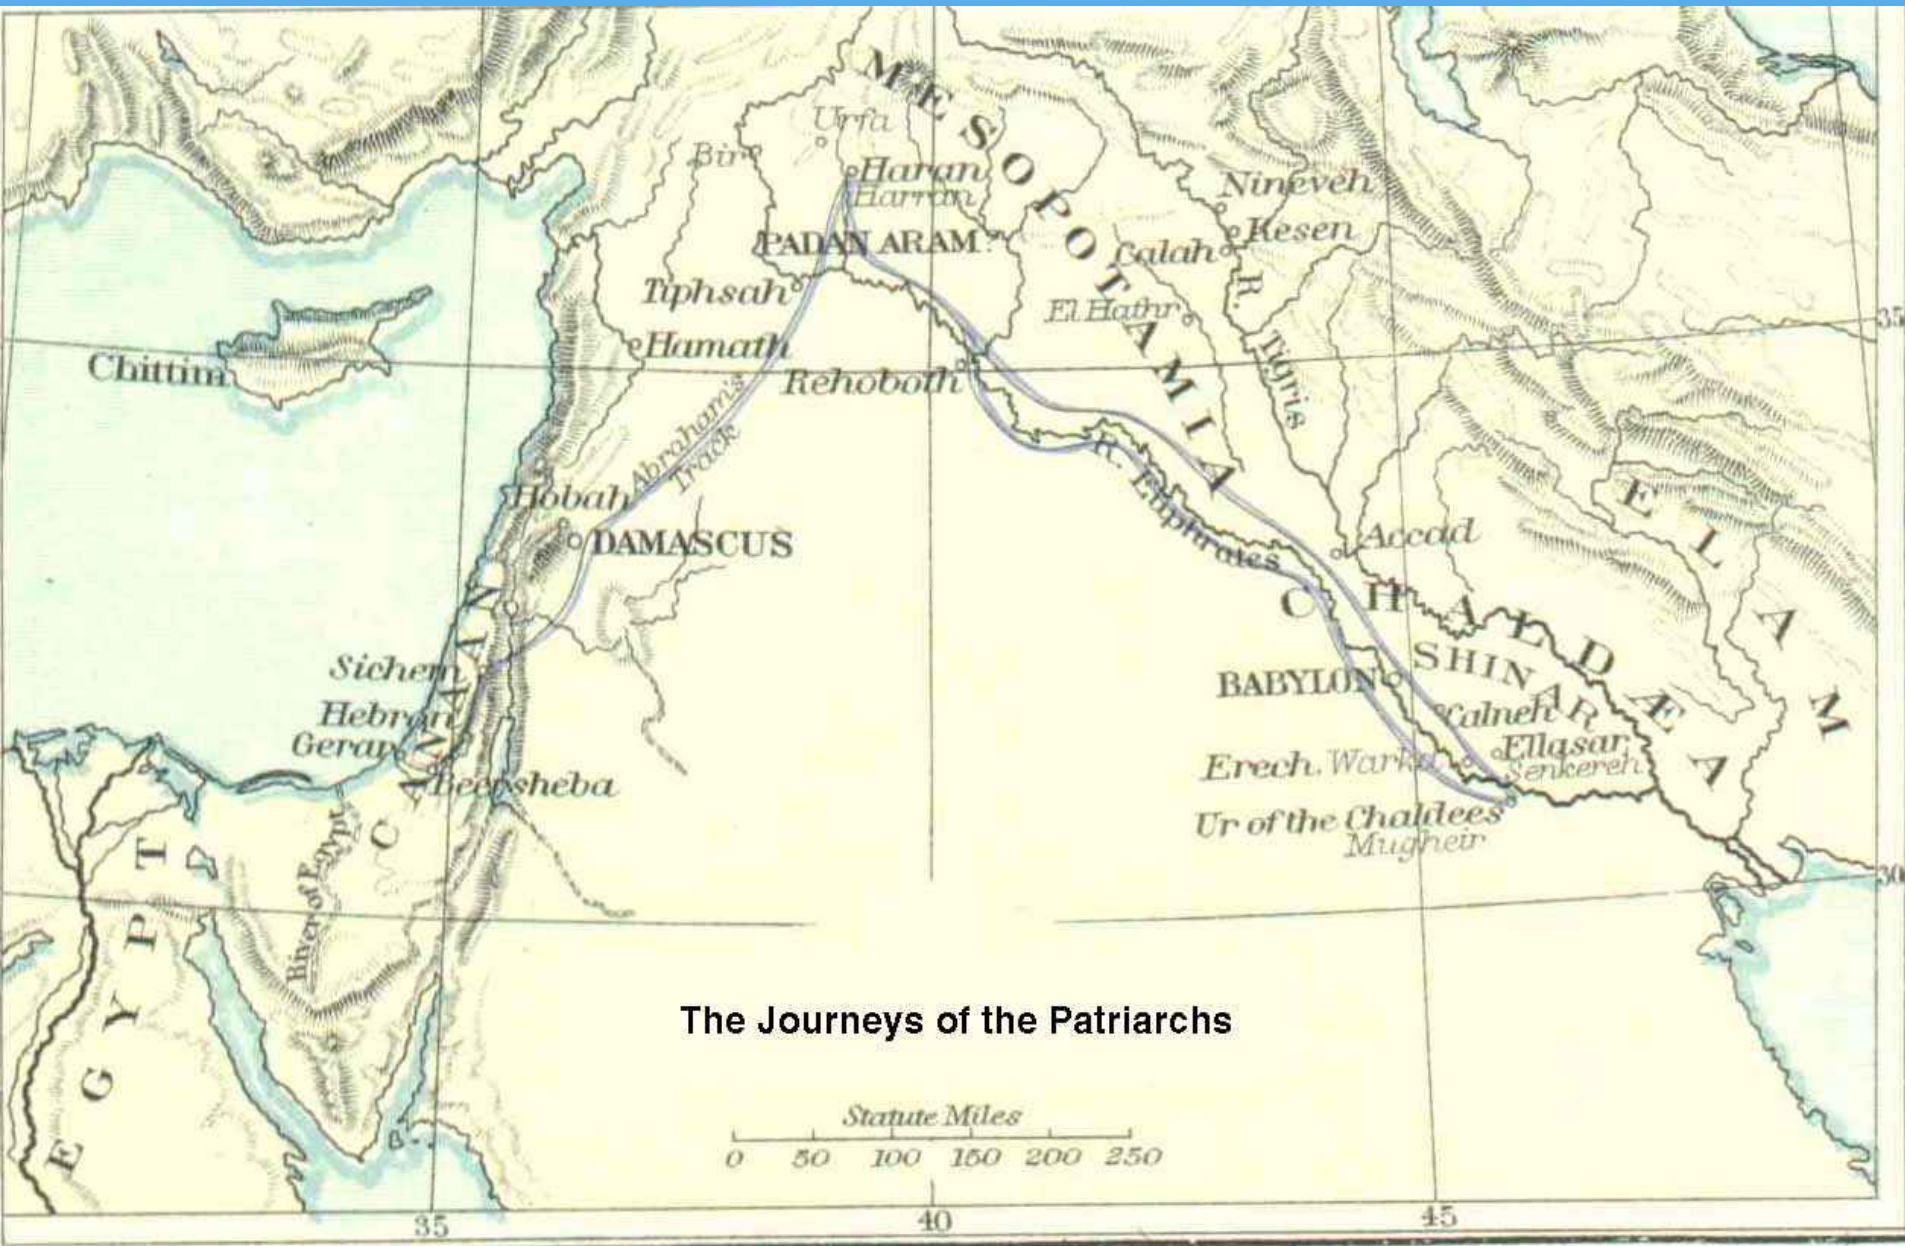 MESOPOTAMIA
Urfa
Bir
Haran
Harran
Nineveh
Resen
PADAN ARAM?
Calah
R. Tigris
Tiphsah
El Hathr
35
Hamath
Chittim
Rehoboth
Abraham's
Track
R. Euphrates
ELAM
Hobah
DAMASCUS
Accad
CHALDÆA
CANAAN
Sichem
SHINAR
BABYLON
Hebron
Calneh
Gerar
Ellasar
Erech. Warka
Senkereh
Beersheba
Ur of the Chaldees
Mugheir
River of Egypt
EGYPT
30
The Journeys of the Patriarchs
Statute Miles
0 50 100 150 200 250
35 40 45